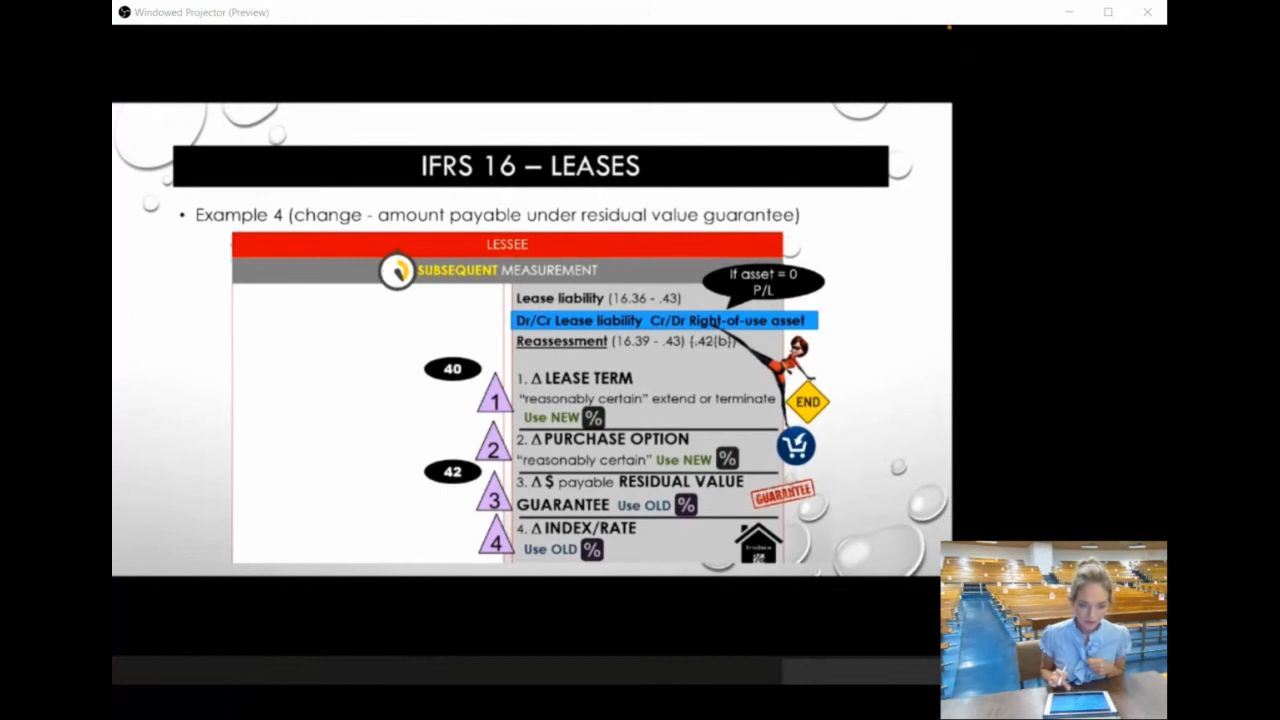 Windowed Projector (Preview)
IFRS 16 – LEASES
• Example 4 (change - amount payable under residual value guarantee)
LESSEE
SUBSEQUENT MEASUREMENT
If asset = 0
P/L
Lease liability (16.36 - .43)
Dr/Cr Lease liability Cr/Dr Right-of-use asset
Reassessment (16.39 - .43) {.42{b})
40
1
1. Δ LEASE TERM
"reasonably certain" extend or terminate
Use NEW %
END
2
2. Δ PURCHASE OPTION
"reasonably certain" Use NEW %
42
3
3. Δ $ payable RESIDUAL VALUE
GUARANTEE Use OLD %
GUARANTEE
4
4. Δ INDEX/RATE
Use OLD %